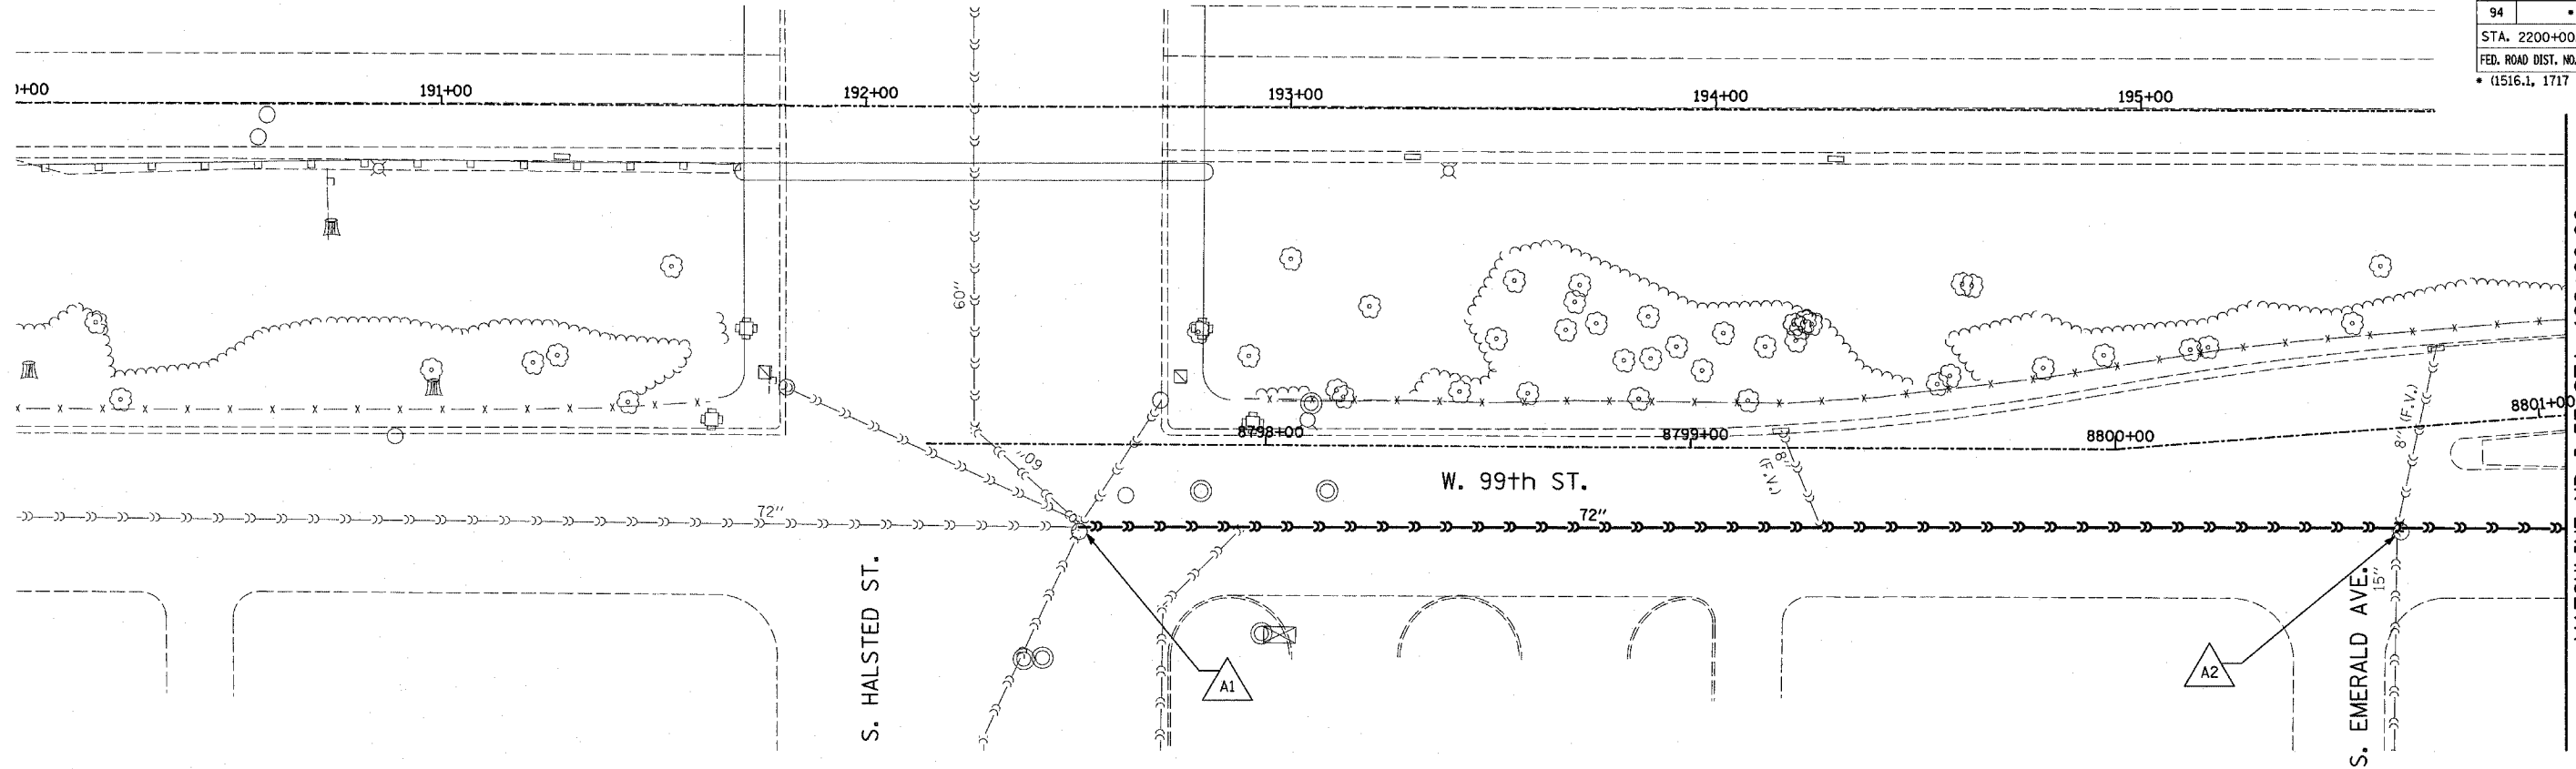 94
STA. 2200+00
FED. ROAD DIST. NO.
* (1516.1, 1717
191+00
192+00
193+00
194+00
195+00
60"
60"
8798+00
8799+00
8800+00
8801+00
8" (F.V.)
8" (F.V.)
W. 99th ST.
72"
72"
15"
S. HALSTED ST.
S. EMERALD AVE.
A1
A2